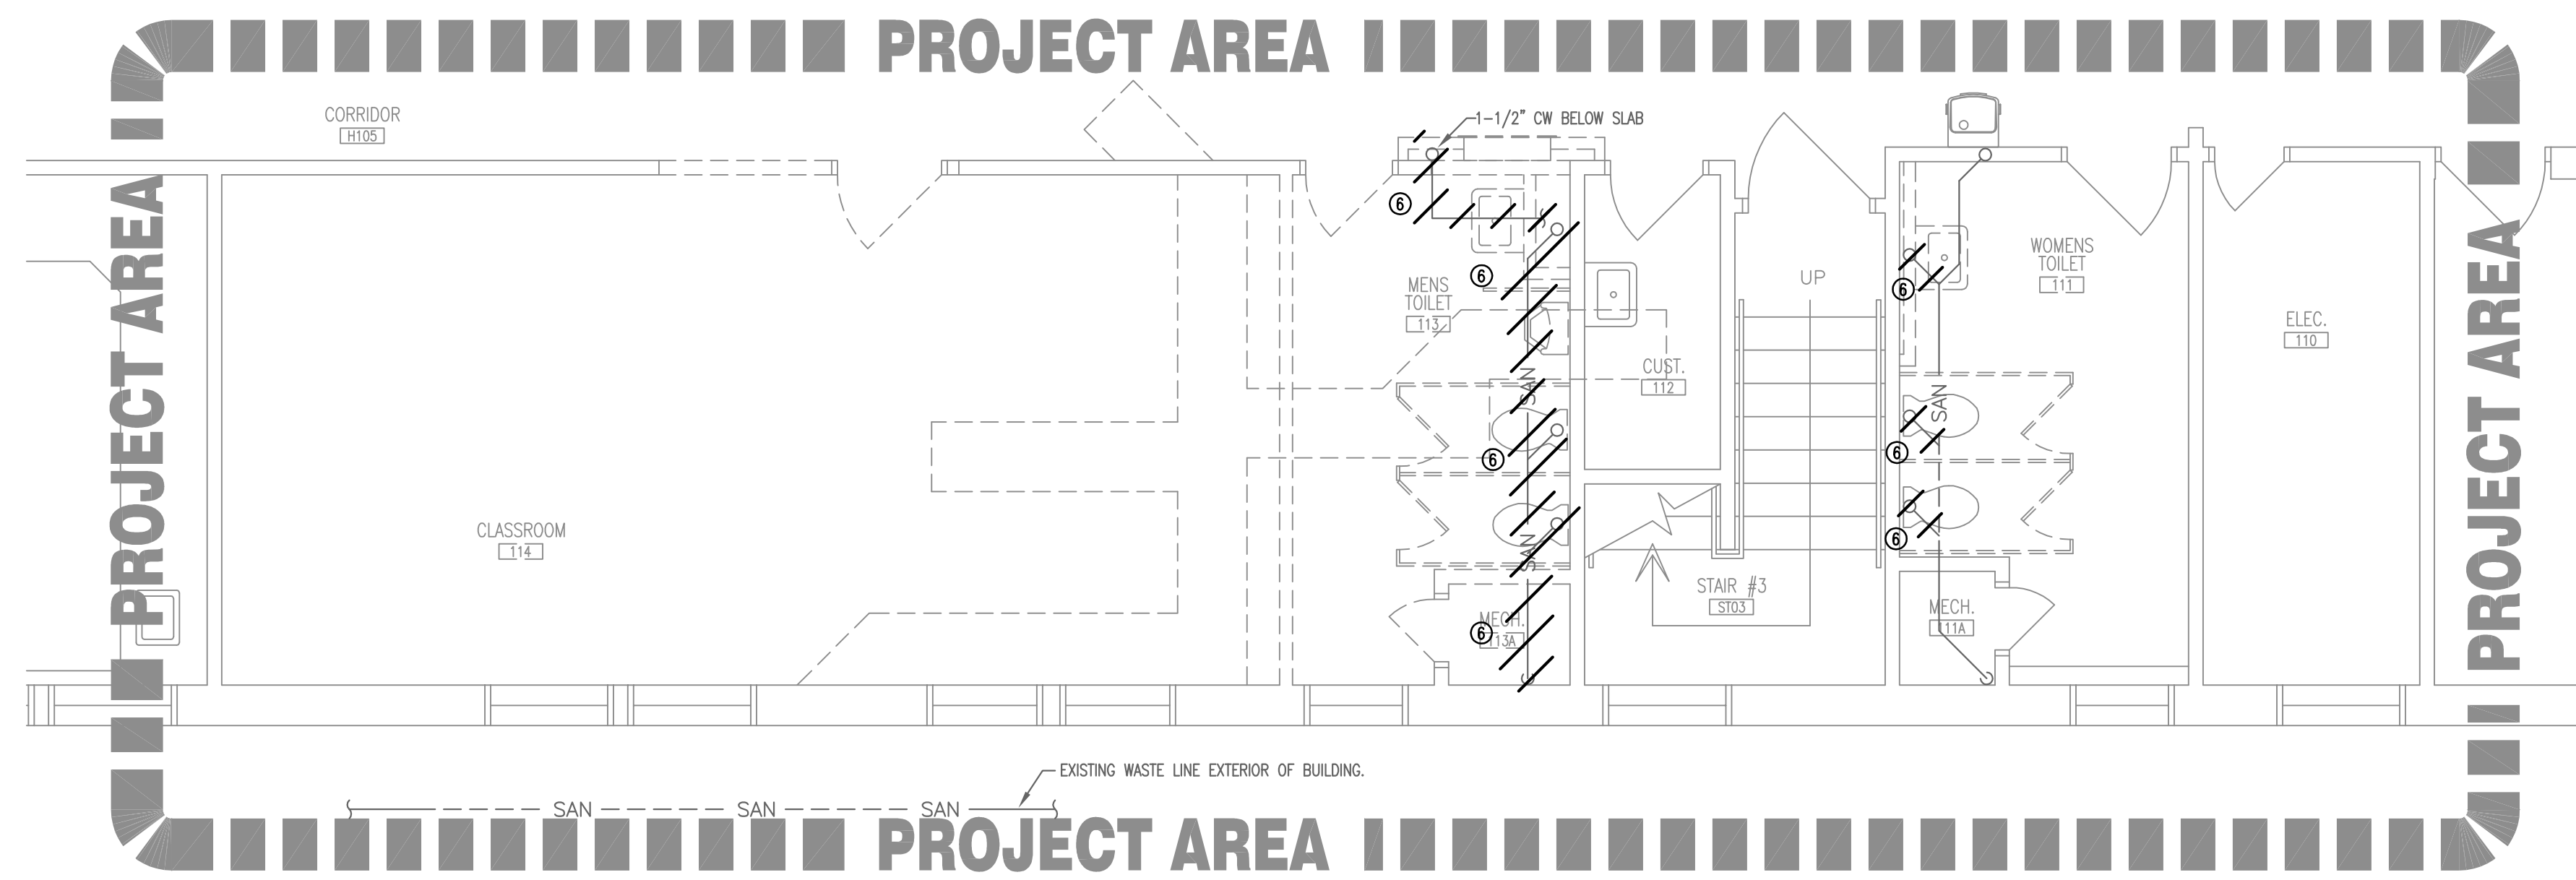 PROJECT AREA
CORRIDOR
H105
1-1/2" CW BELOW SLAB
6
6
MENS
TOILET
113
UP
WOMENS
TOILET
111
6
ELEC.
110
CUST.
112
SAN
SAN
6
6
CLASSROOM
114
SAN
6
STAIR #3
ST03
MECH.
113A
6
MECH.
111A
PROJECT AREA
PROJECT AREA
EXISTING WASTE LINE EXTERIOR OF BUILDING.
SAN
SAN
SAN
PROJECT AREA